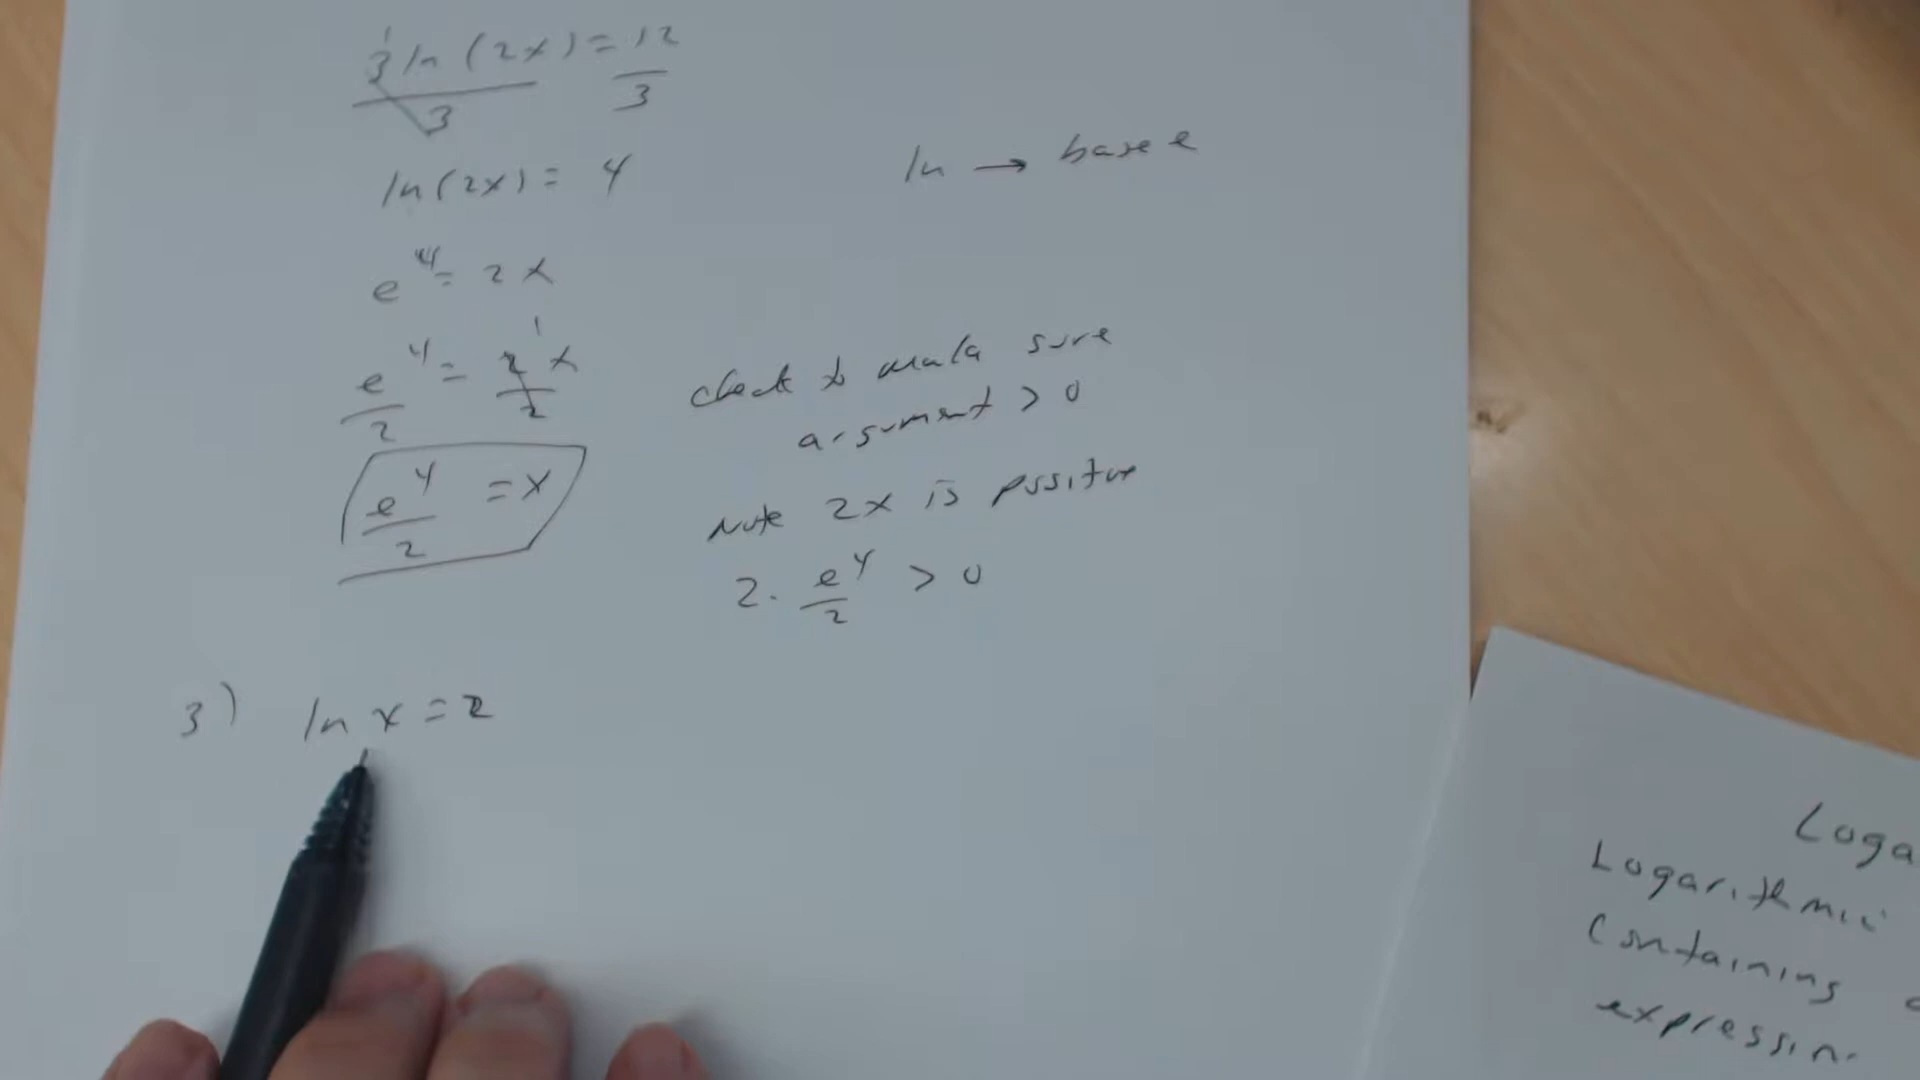 3 ln (2x) = 12
3 3
ln(2x) = 4
ln → base e
e^4 = 2x
e^4 = 2x
2 2
e^4/2 = x
check to make sure
argument > 0
Note 2x is positive
2 · e^4/2 > 0
3) ln x = 2
Loga
Logarithmic
Containing
expression